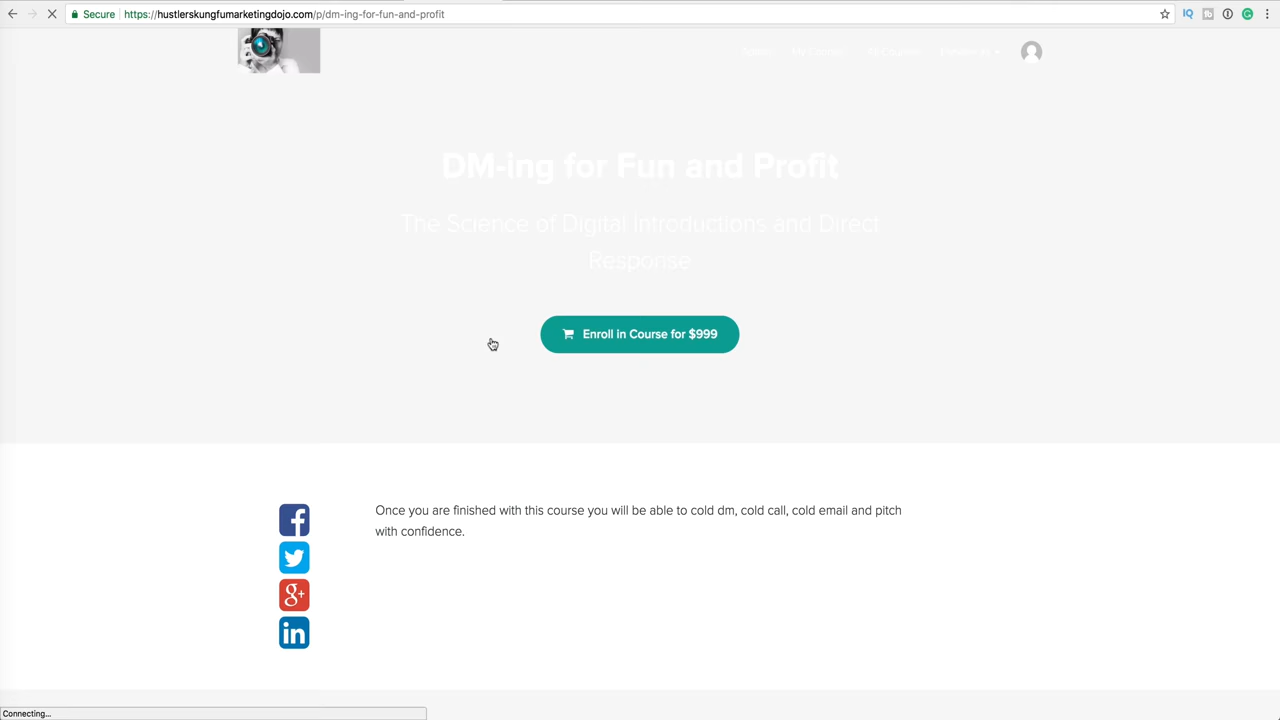 Secure
https://hustlerskungfumarketingdojo.com/p/dm-ing-for-fun-and-profit
DM-ing for Fun and Profit
The Science of Digital Introductions and Direct
Response
Enroll in Course for $999
Once you are finished with this course you will be able to cold dm, cold call, cold email and pitch
with confidence.
Connecting...